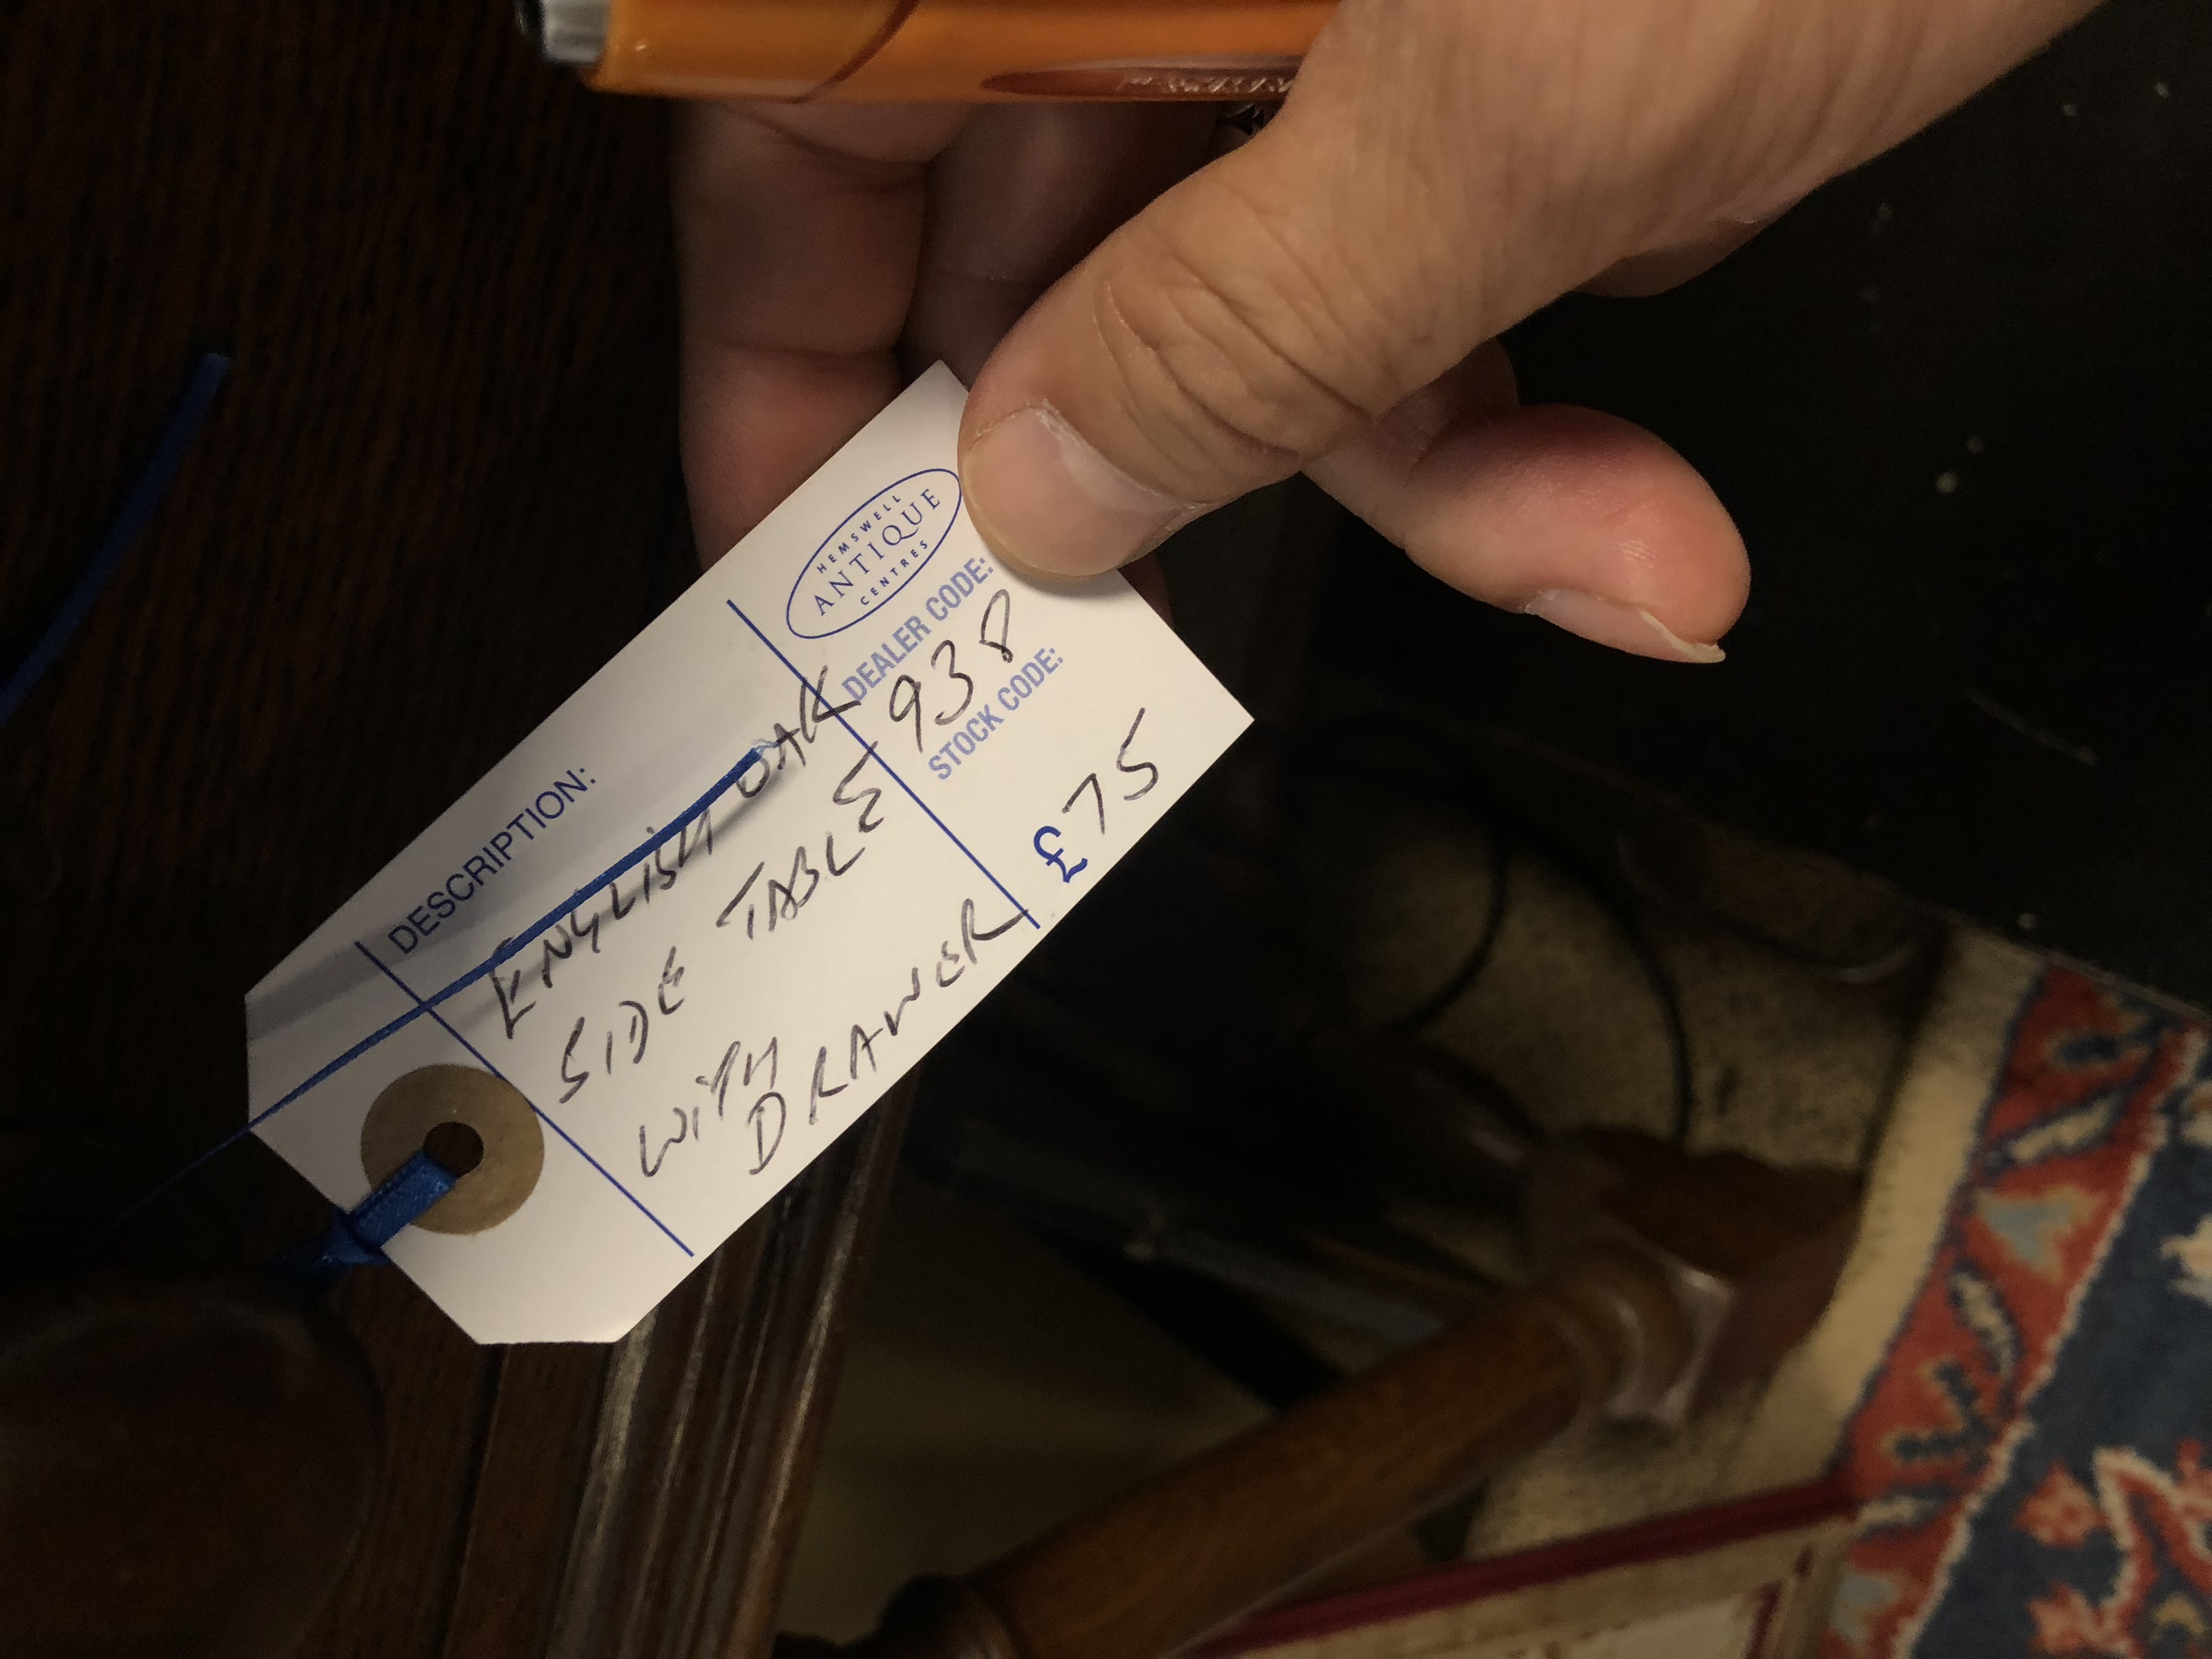 HEMSWELL
ANTIQUE
CENTRES
DEALER CODE:
938
STOCK CODE:
£75
DESCRIPTION:
ENGLISH OAK
SIDE TABLE
WITH
DRAWER